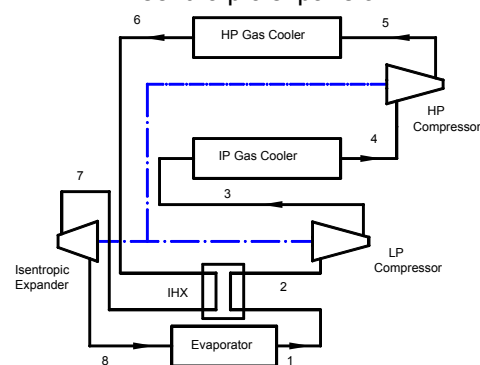 6
5
HP Gas Cooler
HP
Compressor
4
IP Gas Cooler
7
3
LP
Compressor
Isentropic
Expander
IHX
2
Evaporator
8
1